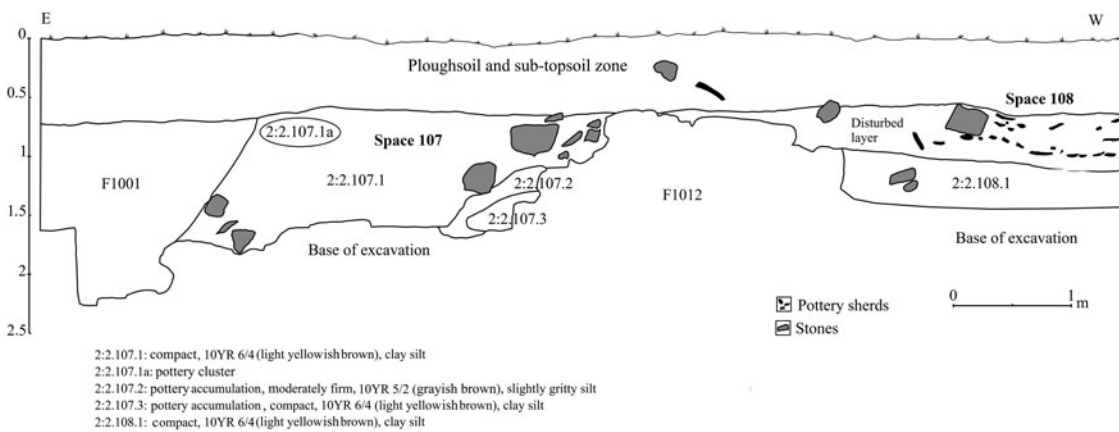 E
W
0
Ploughsoil and sub-topsoil zone
0.5
Space 108
2:2.107.1a
Space 107
Disturbed
layer
1
F1001
2:2.107.1
2:2.107.2
F1012
2:2.108.1
2:2.107.3
1.5
Base of excavation
Base of excavation
2
0
1
m
Pottery sherds
Stones
2.5
2:2.107.1: compact, 10YR 6/4 (light yellowish brown), clay silt
2:2.107.1a: pottery cluster
2:2.107.2: pottery accumulation, moderately firm, 10YR 5/2 (grayish brown), slightly gritty silt
2:2.107.3: pottery accumulation, compact, 10YR 6/4 (light yellowish brown), clay silt
2:2.108.1: compact, 10YR 6/4 (light yellowish brown), clay silt